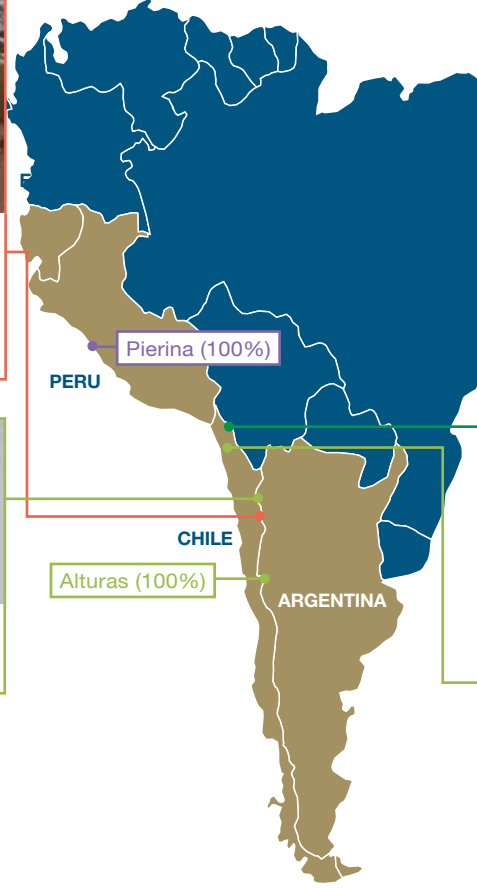 Pierina (100%)
PERU
CHILE
Alturas (100%)
ARGENTINA